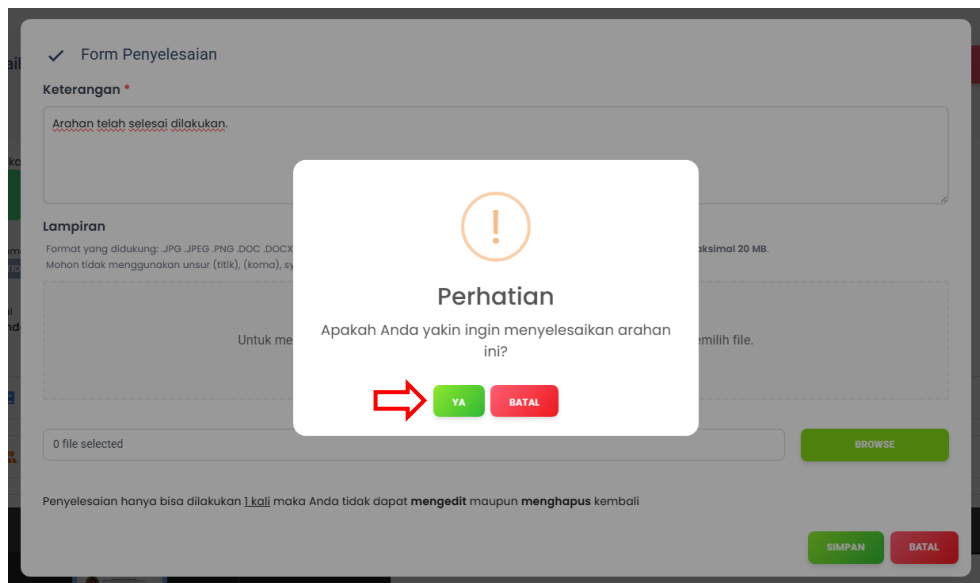 Form Penyelesaian
Keterangan *
Arahan telah selesai dilakukan.
Lampiran
Format yang didukung: .JPG .JPEG .PNG .DOC .DOCX
aksimal 20 MB.
Mohon tidak menggunakan unsur (titik), (koma), sy
Perhatian
Apakah Anda yakin ingin menyelesaikan arahan
ini?
Untuk me
emilih file.
YA
BATAL
0 file selected
BROWSE
Penyelesaian hanya bisa dilakukan 1 kali maka Anda tidak dapat mengedit maupun menghapus kembali
SIMPAN
BATAL